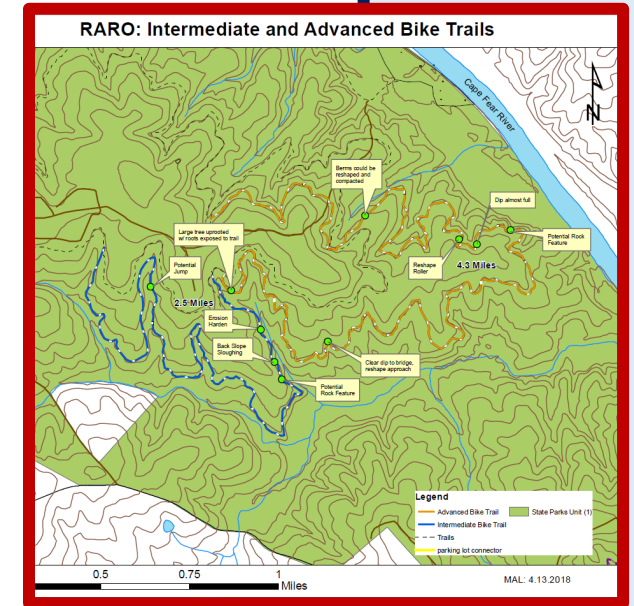 RARO: Intermediate and Advanced Bike Trails
Cape Fear River
N
Berms could be
reshaped and
compacted
Dip almost full
Large tree uprooted
w/ roots exposed to trail
Potential Rock
Feature
Potential
Jump
Reshape
Roller
4.3 Miles
2.5 Miles
Erosion
Harden
Back Slope
Sloughing
Clear dip to bridge,
reshape approach
Potential
Rock Feature
Legend
Advanced Bike Trail
State Parks Unit (1)
Intermediate Bike Trail
Trails
parking lot connector
0.5
0.75
1
Miles
MAL: 4.13.2018